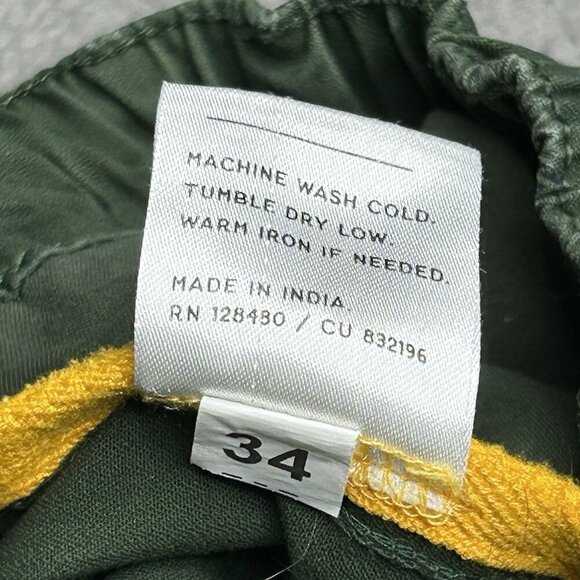 MACHINE WASH COLD.
TUMBLE DRY LOW.
WARM IRON IF NEEDED.
MADE IN INDIA.
RN 128480 / CU 832196
34